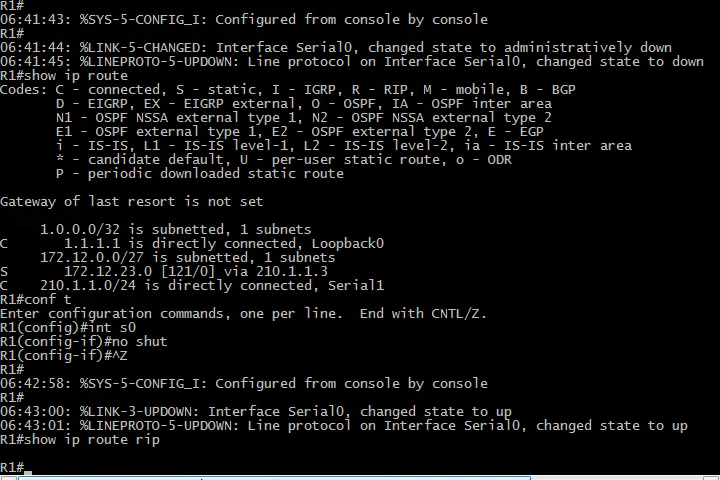 R1#
06:41:43: %SYS-5-CONFIG_I: Configured from console by console
R1#
06:41:44: %LINK-5-CHANGED: Interface Serial0, changed state to administratively down
06:41:45: %LINEPROTO-5-UPDOWN: Line protocol on Interface Serial0, changed state to down
R1#show ip route
Codes: C - connected, S - static, I - IGRP, R - RIP, M - mobile, B - BGP
       D - EIGRP, EX - EIGRP external, O - OSPF, IA - OSPF inter area
       N1 - OSPF NSSA external type 1, N2 - OSPF NSSA external type 2
       E1 - OSPF external type 1, E2 - OSPF external type 2, E - EGP
       i - IS-IS, L1 - IS-IS level-1, L2 - IS-IS level-2, ia - IS-IS inter area
       * - candidate default, U - per-user static route, o - ODR
       P - periodic downloaded static route
Gateway of last resort is not set
     1.0.0.0/32 is subnetted, 1 subnets
C       1.1.1.1 is directly connected, Loopback0
     172.12.0.0/27 is subnetted, 1 subnets
S       172.12.23.0 [121/0] via 210.1.1.3
C    210.1.1.0/24 is directly connected, Serial1
R1#conf t
Enter configuration commands, one per line.  End with CNTL/Z.
R1(config)#int s0
R1(config-if)#no shut
R1(config-if)#^Z
R1#
06:42:58: %SYS-5-CONFIG_I: Configured from console by console
R1#
06:43:00: %LINK-3-UPDOWN: Interface Serial0, changed state to up
06:43:01: %LINEPROTO-5-UPDOWN: Line protocol on Interface Serial0, changed state to up
R1#show ip route rip
R1#